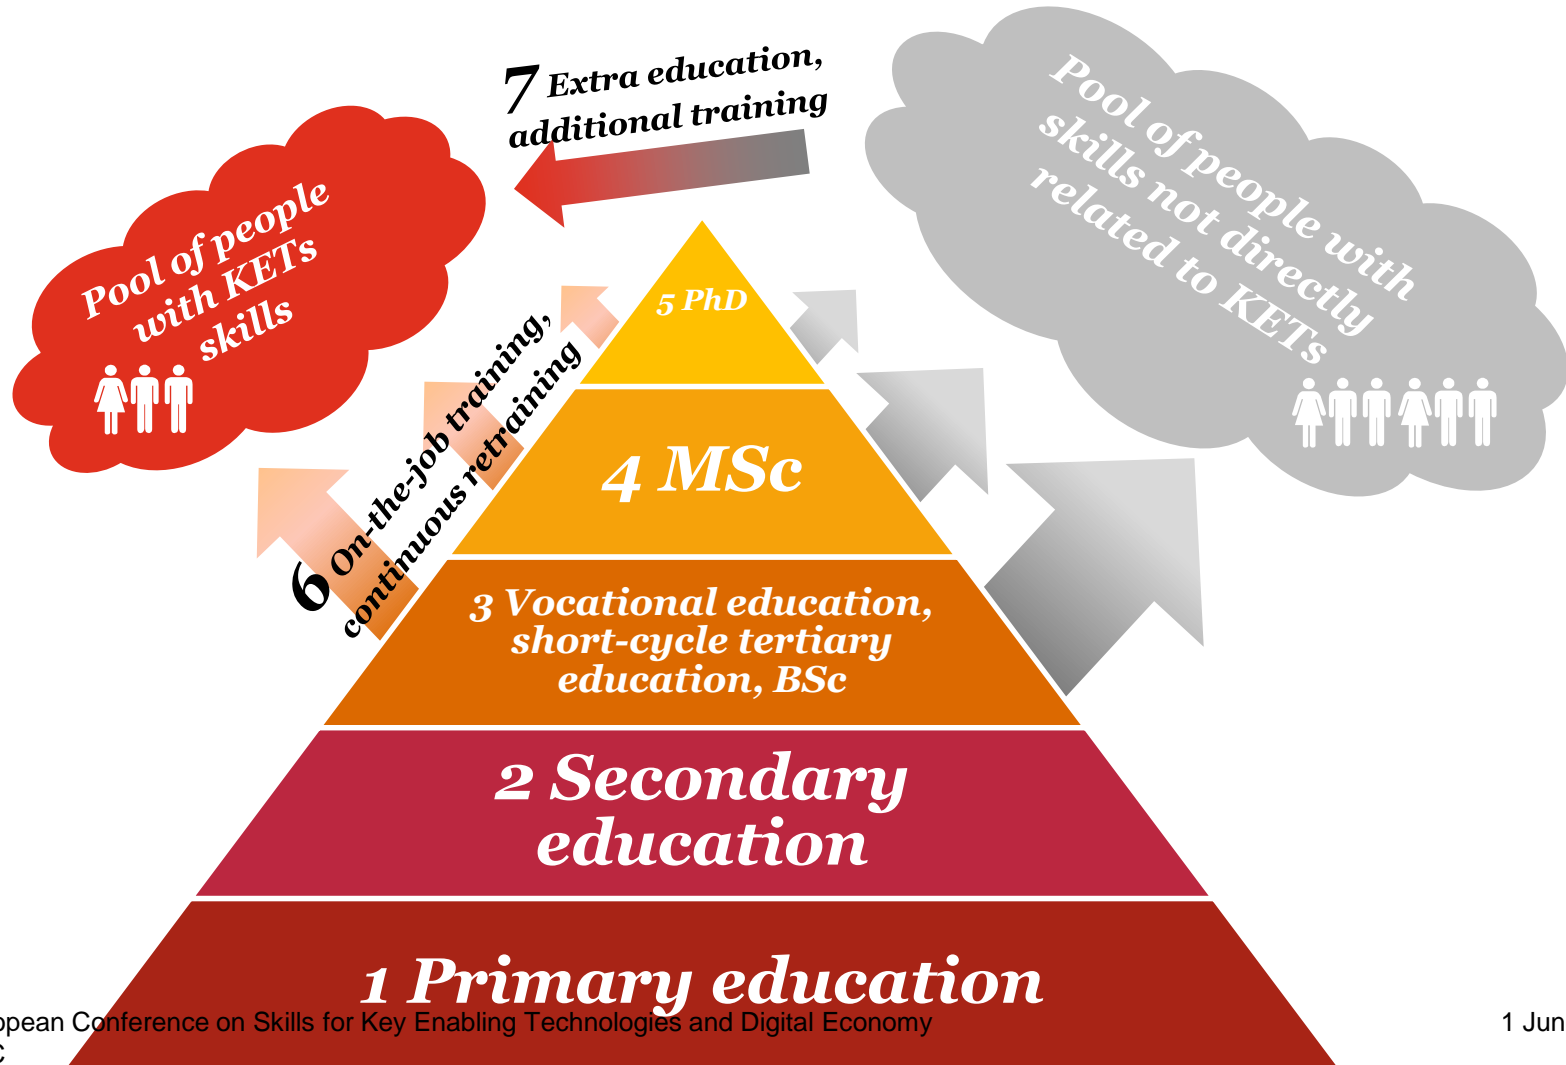 7 Extra education,
additional training
Pool of people
with KETs
skills
Pool of people with
skills not directly
related to KETs
5 PhD
6 On-the-job training,
continuous retraining
4 MSc
3 Vocational education,
short-cycle tertiary
education, BSc
2 Secondary
education
1 Primary education
Conference on Skills for Key Enabling Technologies and Digital Economy
1 Jun